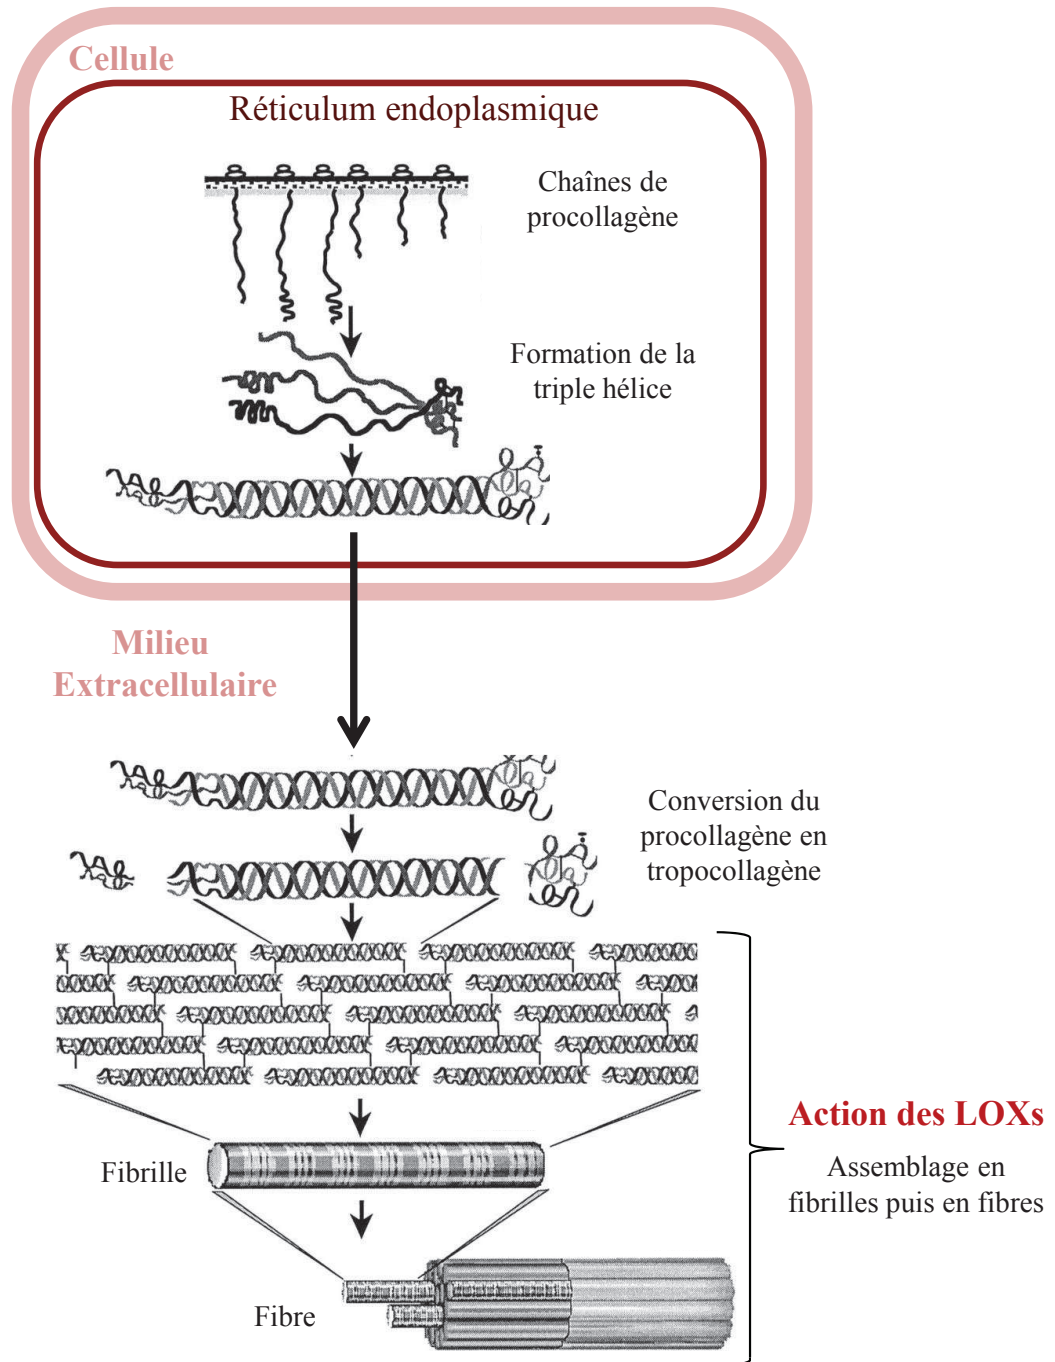 Cellule
Réticulum endoplasmique
Chaînes de
procollagène
Formation de la
triple hélice
Milieu
Extracellulaire
Conversion du
procollagène en
tropocollagène
Action des LOXs
Assemblage en
fibrilles puis en fibres
Fibrille
Fibre